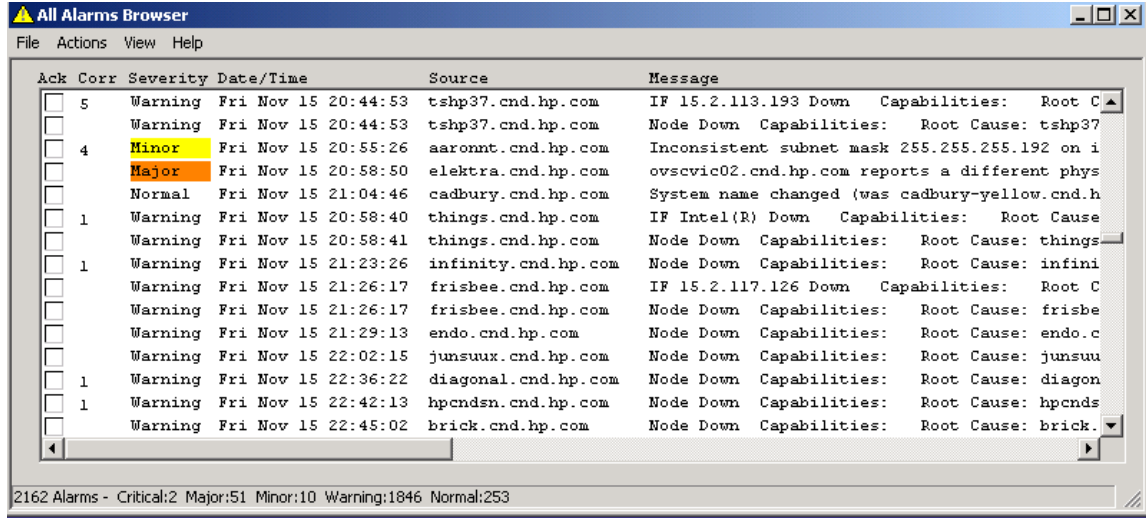 All Alarms Browser
File Actions View Help
Ack Corr Severity Date/Time Source Message
5 Warning Fri Nov 15 20:44:53 tshp37.cnd.hp.com IF 15.2.113.193 Down Capabilities: Root C
Warning Fri Nov 15 20:44:53 tshp37.cnd.hp.com Node Down Capabilities: Root Cause: tshp37
4 Minor Fri Nov 15 20:55:26 aaronnt.cnd.hp.com Inconsistent subnet mask 255.255.255.192 on i
Major Fri Nov 15 20:58:50 elektra.cnd.hp.com ovscvic02.cnd.hp.com reports a different phys
Normal Fri Nov 15 21:04:46 cadbury.cnd.hp.com System name changed (was cadbury-yellow.cnd.h
1 Warning Fri Nov 15 20:58:40 things.cnd.hp.com IF Intel(R) Down Capabilities: Root Cause
Warning Fri Nov 15 20:58:41 things.cnd.hp.com Node Down Capabilities: Root Cause: things
1 Warning Fri Nov 15 21:23:26 infinity.cnd.hp.com Node Down Capabilities: Root Cause: infini
Warning Fri Nov 15 21:26:17 frisbee.cnd.hp.com IF 15.2.117.126 Down Capabilities: Root C
Warning Fri Nov 15 21:26:17 frisbee.cnd.hp.com Node Down Capabilities: Root Cause: frisbe
Warning Fri Nov 15 21:29:13 endo.cnd.hp.com Node Down Capabilities: Root Cause: endo.c
Warning Fri Nov 15 22:02:15 junsuux.cnd.hp.com Node Down Capabilities: Root Cause: junsuu
1 Warning Fri Nov 15 22:36:22 diagonal.cnd.hp.com Node Down Capabilities: Root Cause: diagon
1 Warning Fri Nov 15 22:42:13 hpcndsn.cnd.hp.com Node Down Capabilities: Root Cause: hpcnds
Warning Fri Nov 15 22:45:02 brick.cnd.hp.com Node Down Capabilities: Root Cause: brick.
2162 Alarms - Critical:2 Major:51 Minor:10 Warning:1846 Normal:253